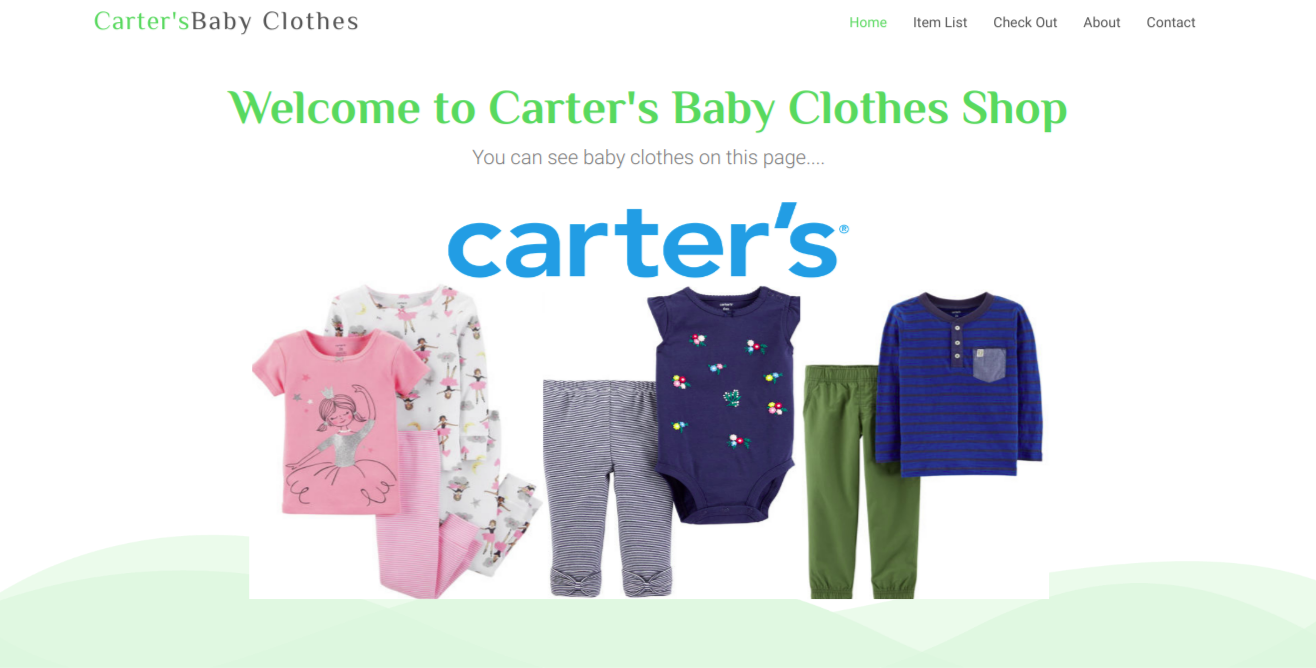 Carter'sBaby Clothes
Home Item List Check Out About Contact
Welcome to Carter's Baby Clothes Shop
You can see baby clothes on this page....
carter's®